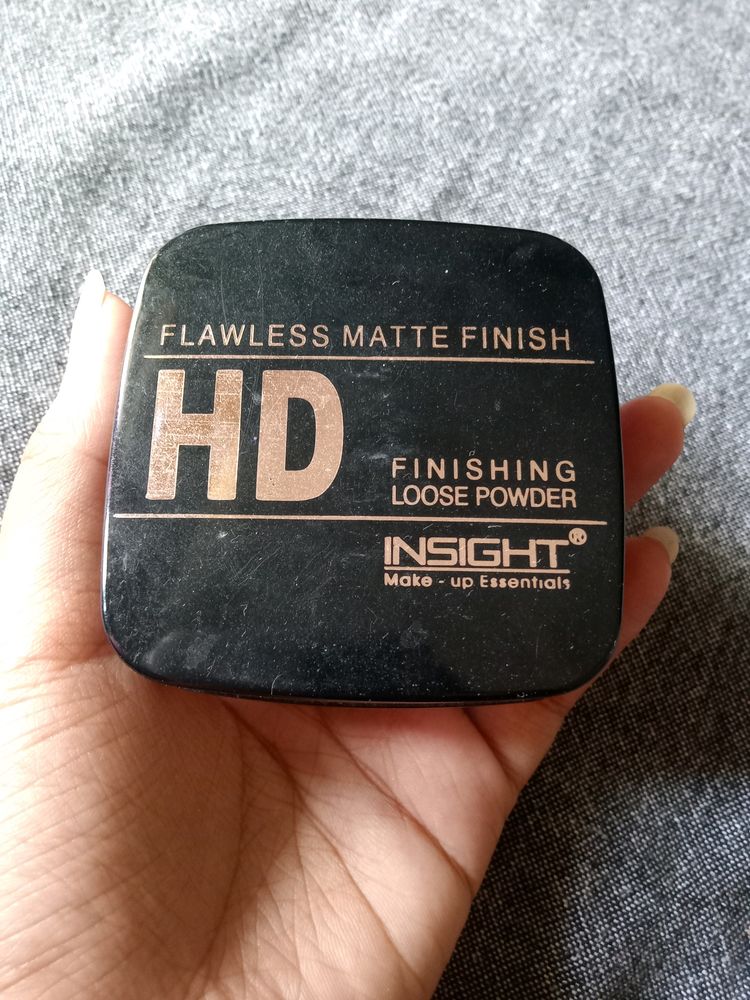 FLAWLESS MATTE FINISH
HD
FINISHING
LOOSE POWDER
INSIGHT®
Make - up Essentials